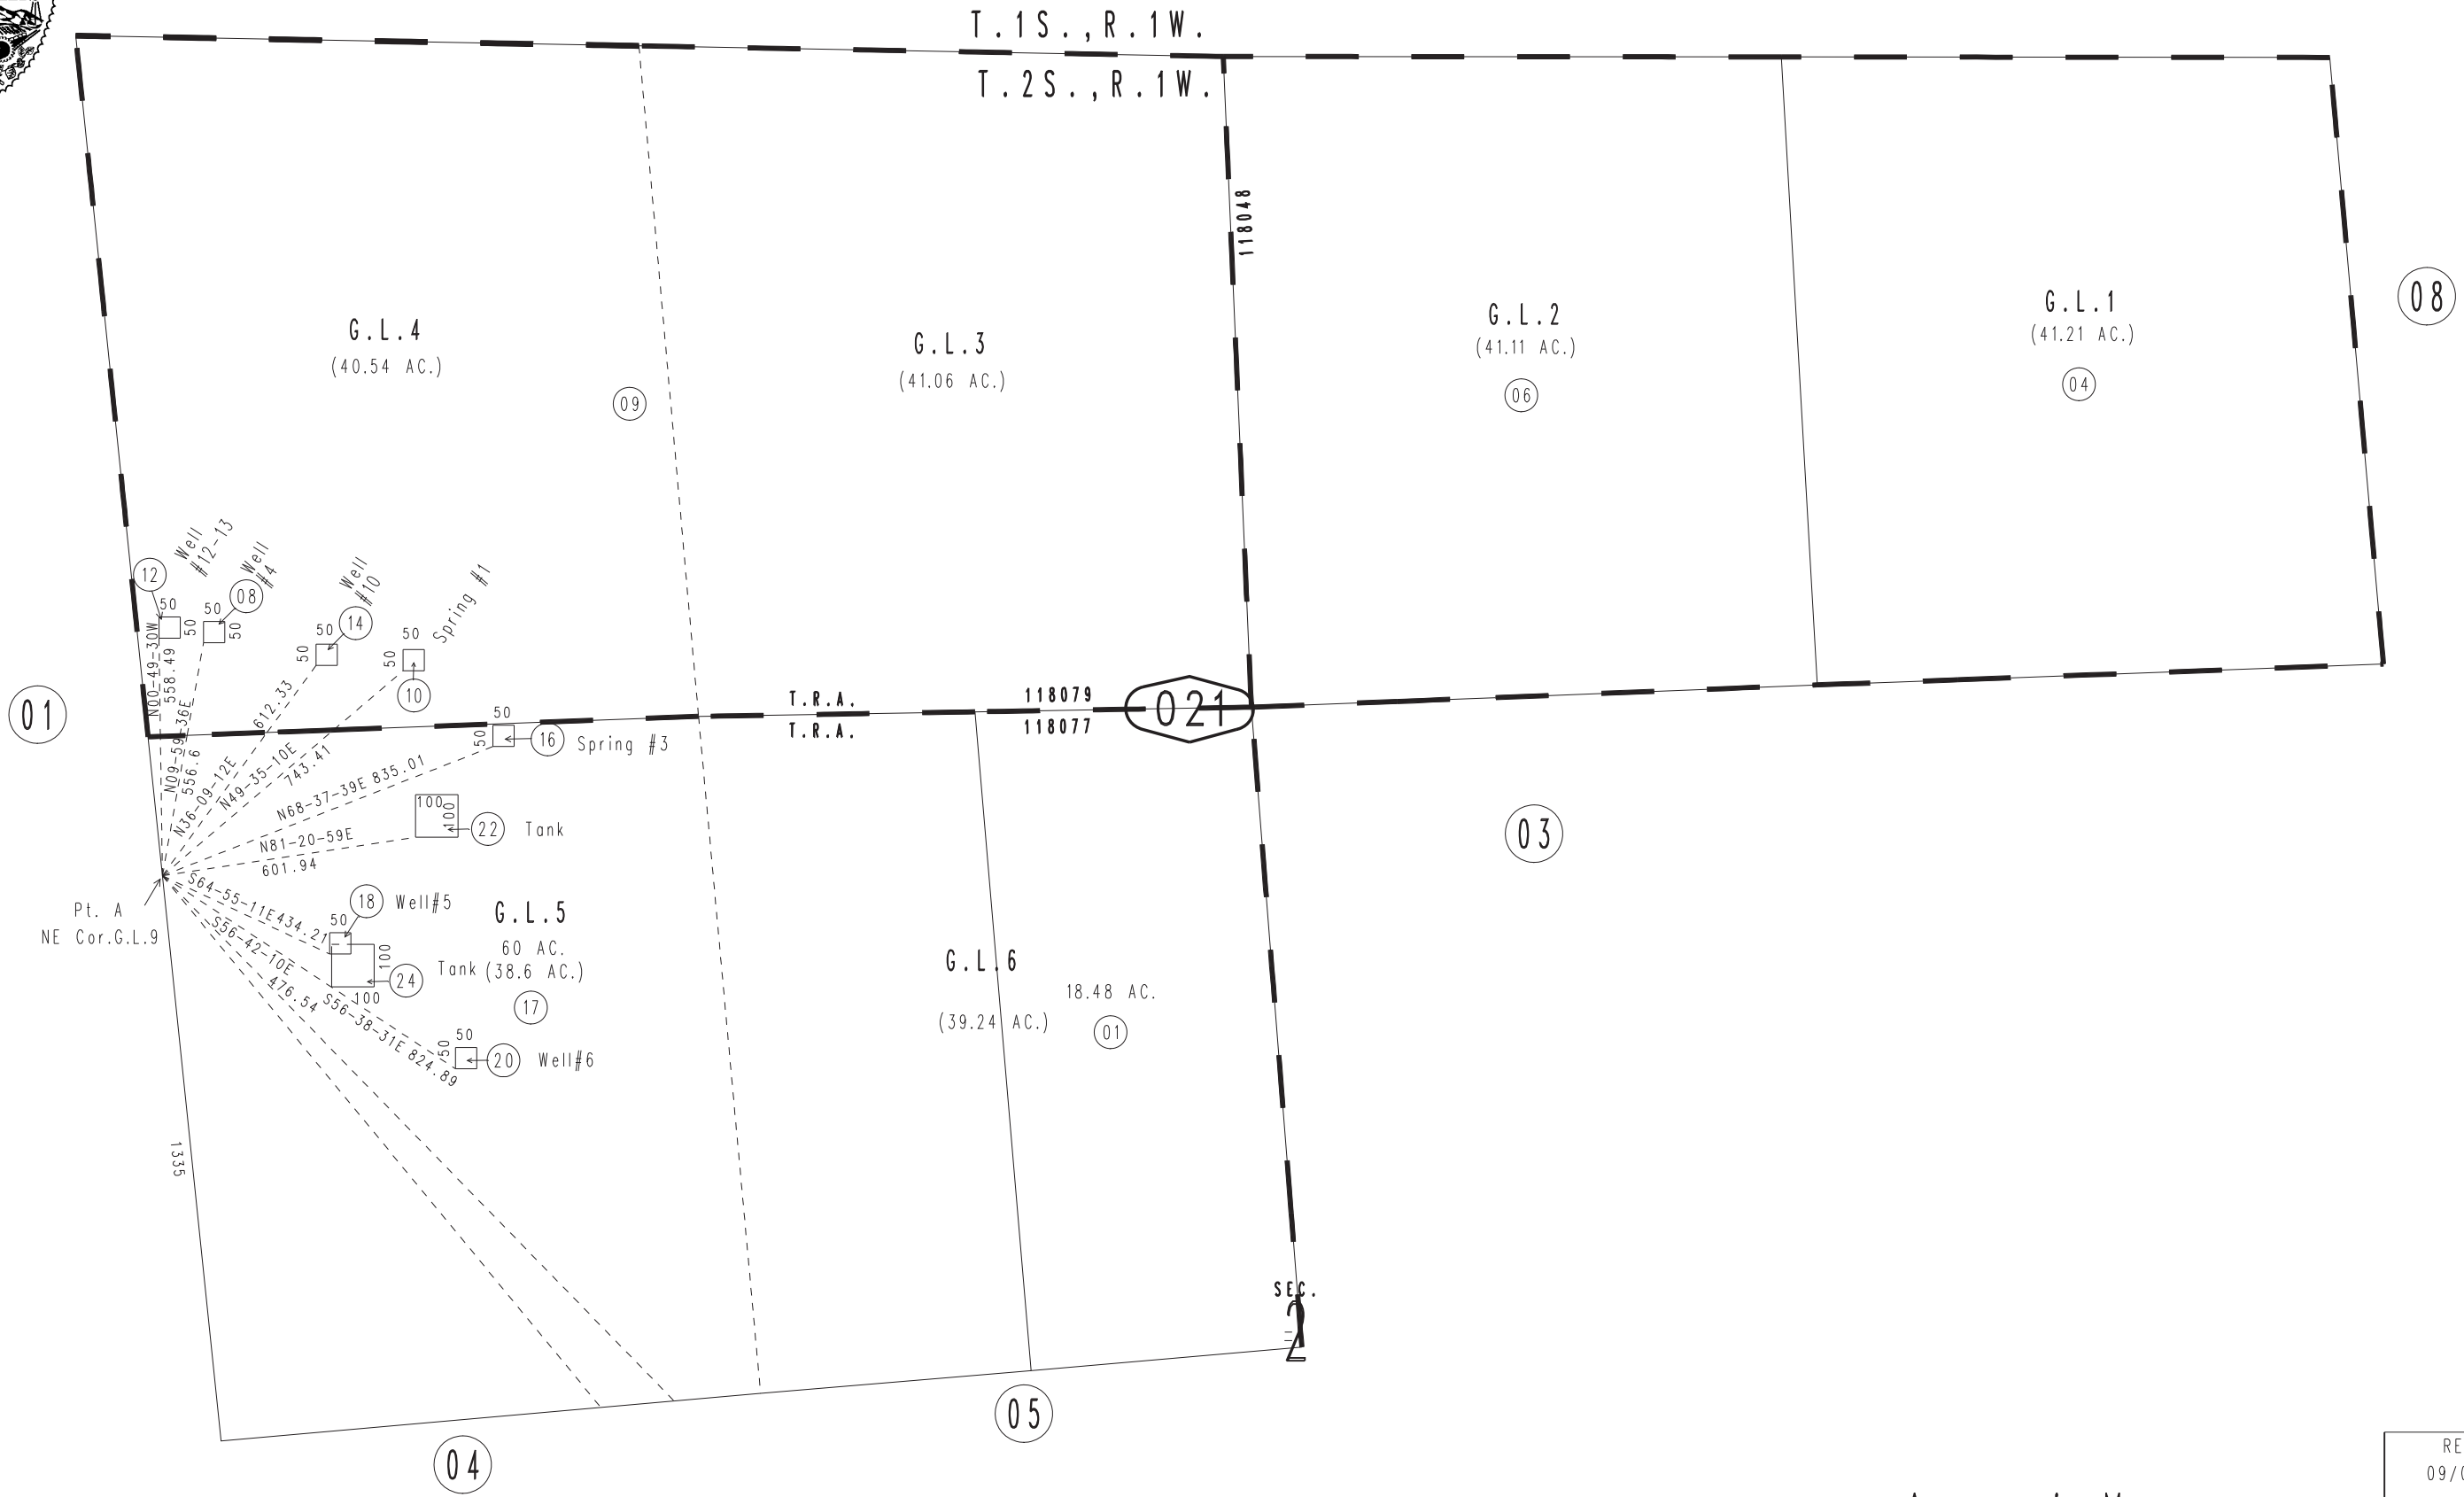 T.1S.,R.1W.
T.2S.,R.1W.
118048
G.L.4
(40.54 AC.)
09
G.L.3
(41.06 AC.)
G.L.2
(41.11 AC.)
06
G.L.1
(41.21 AC.)
04
08
Well
#12-13
12
50
50
Well
#4
08
50
50
Well
#10
14
50
50
Spring #1
50
50
10
01
N00-49-30W
558.49
N09-59-36E
556.6
N36-09-12E 612.33
N49-35-10E
743.41
T.R.A. 118079
T.R.A. 118077
021
50
50
16
Spring #3
N68-37-39E 835.01
100
100
22
Tank
N81-20-59E
601.94
03
Pt. A
NE Cor.G.L.9
S64-55-11E 434.21
50
18
Well#5
S56-42-10E
476.54
100
100
24
Tank
G.L.5
60 AC.
(38.6 AC.)
17
G.L.6
(39.24 AC.)
18.48 AC.
01
S56-38-31E 824.89
50
50
20
Well#6
1335
SEC.
2
05
04